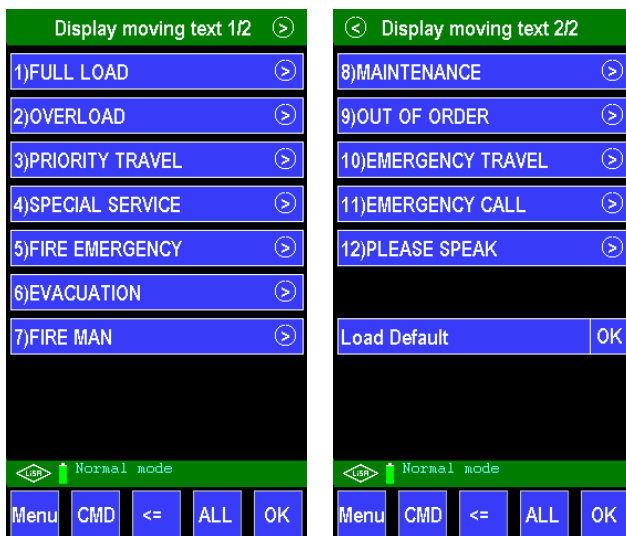 Display moving text 1/2 >
1)FULL LOAD >
2)OVERLOAD >
3)PRIORITY TRAVEL >
4)SPECIAL SERVICE >
5)FIRE EMERGENCY >
6)EVACUATION >
7)FIRE MAN >
LiSA Normal mode
Menu CMD <= ALL OK
< Display moving text 2/2
8)MAINTENANCE >
9)OUT OF ORDER >
10)EMERGENCY TRAVEL >
11)EMERGENCY CALL >
12)PLEASE SPEAK >
Load Default OK
LiSA Normal mode
Menu CMD <= ALL OK